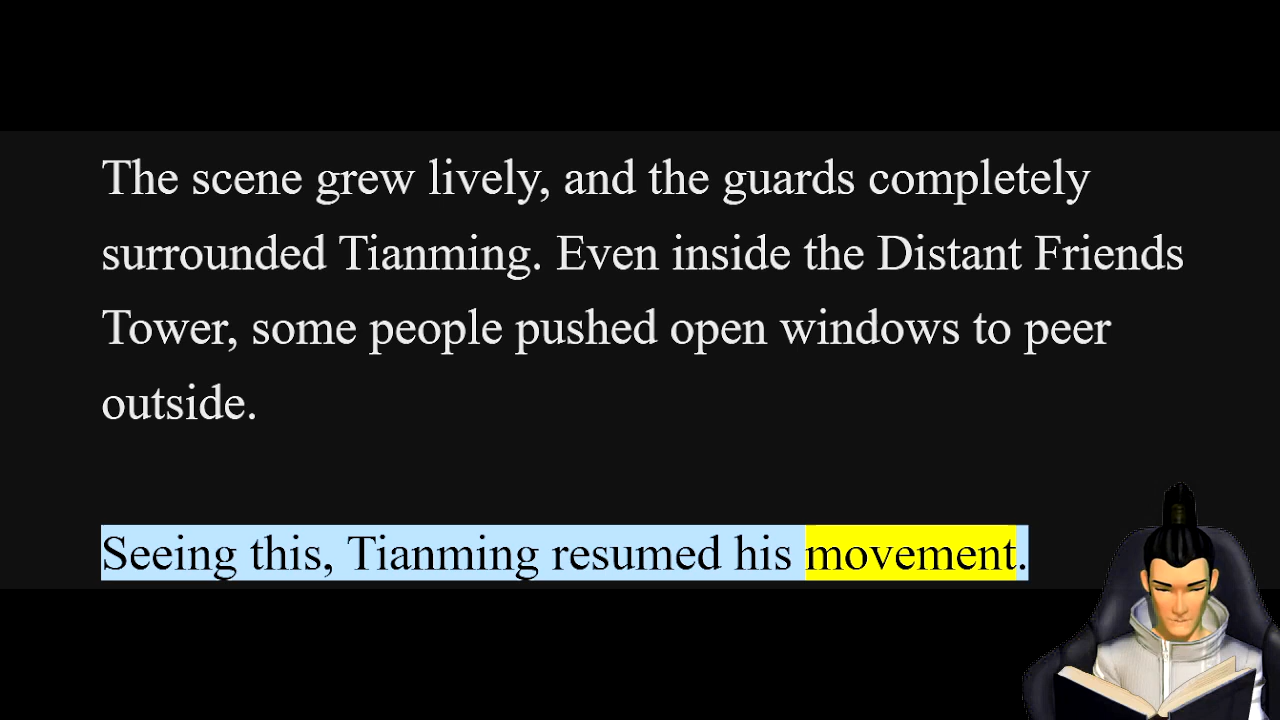 The scene grew lively, and the guards completely
surrounded Tianming. Even inside the Distant Friends
Tower, some people pushed open windows to peer
outside.
Seeing this, Tianming resumed his movement.